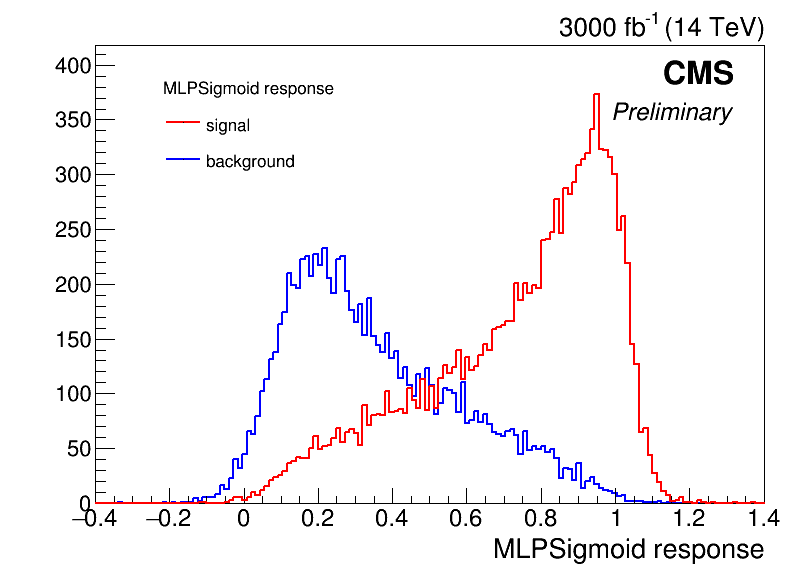 3000 fb⁻¹ (14 TeV)
CMS
Preliminary
MLPSigmoid response
signal
background
400
350
300
250
200
150
100
50
0
−0.4 −0.2 0 0.2 0.4 0.6 0.8 1 1.2 1.4
MLPSigmoid response